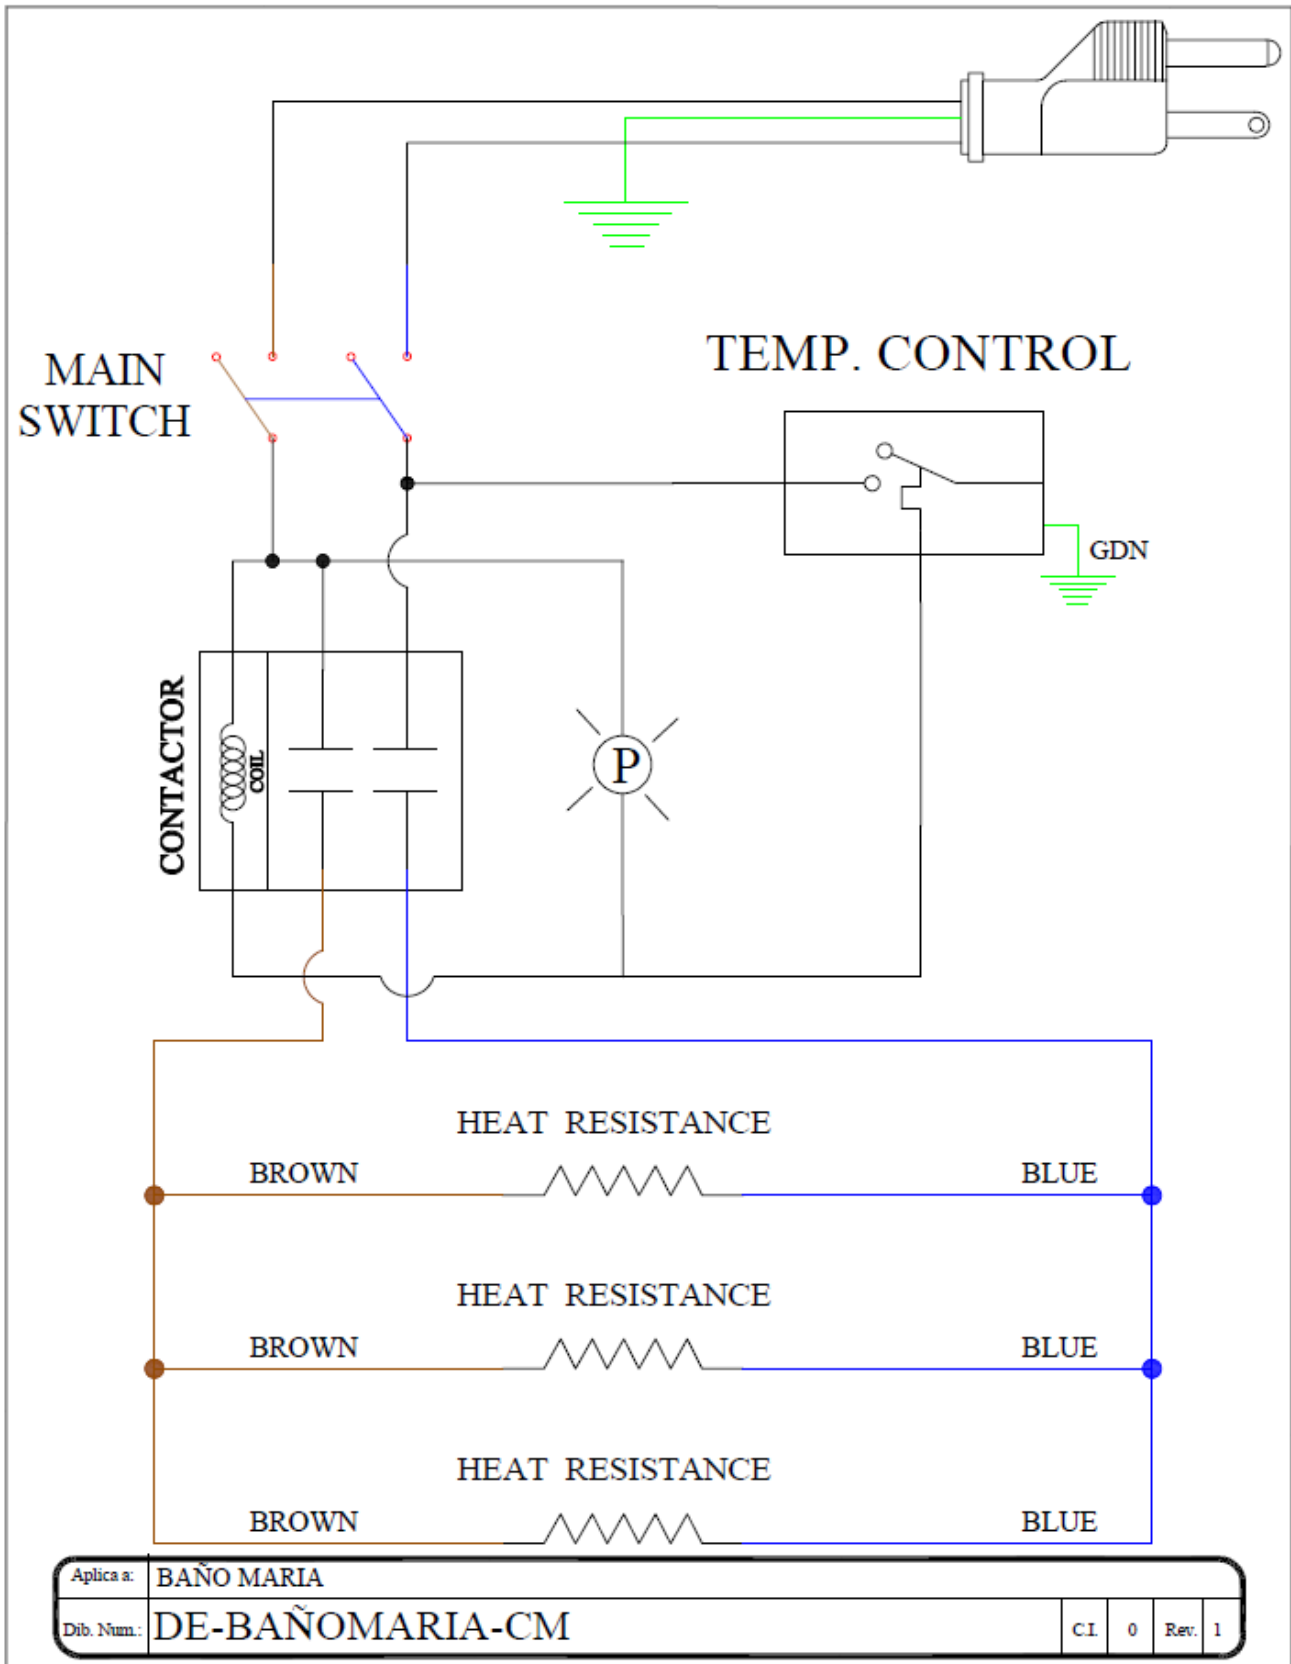 MAIN
SWITCH
TEMP. CONTROL
GDN
CONTACTOR
COIL
P
HEAT RESISTANCE
BROWN
BLUE
HEAT RESISTANCE
BROWN
BLUE
HEAT RESISTANCE
BROWN
BLUE
Aplica a: BAÑO MARIA
Dib. Num.: DE-BAÑOMARIA-CM C.I. 0 Rev. 1